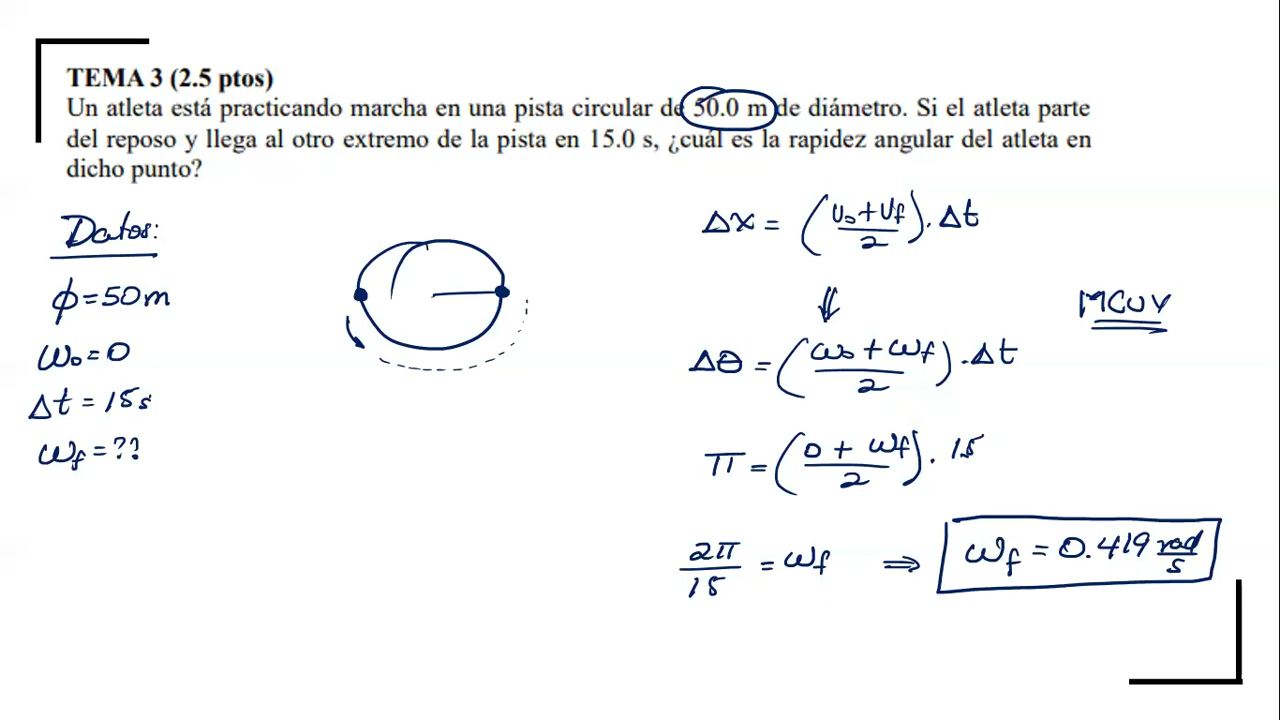 TEMA 3 (2.5 ptos)
Un atleta está practicando marcha en una pista circular de 50.0 m de diámetro. Si el atleta parte
del reposo y llega al otro extremo de la pista en 15.0 s, ¿cuál es la rapidez angular del atleta en
dicho punto?
Datos:
ϕ = 50m
ω₀ = 0
Δt = 15s
ωf = ??
Δx = (v₀ + vf / 2) . Δt
⇓
MCUV
Δθ = (ω₀ + ωf / 2) . Δt
π = (0 + ωf / 2) . 15
2π / 15 = ωf ⇒ ωf = 0.419 rad/s